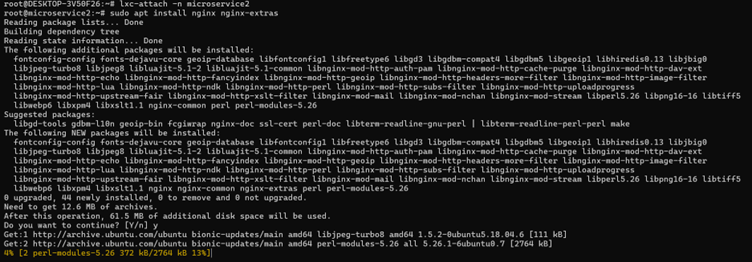 root@DESKTOP-3V50F26:~# lxc-attach -n microservice2
root@microservice2:~# sudo apt install nginx nginx-extras
Reading package lists... Done
Building dependency tree
Reading state information... Done
The following additional packages will be installed:
  fontconfig-config fonts-dejavu-core geoip-database libfontconfig1 libfreetype6 libgd3 libgdbm-compat4 libgdbm5 libgeoip1 libhiredis0.13 libjbig0
  libjpeg-turbo8 libjpeg8 libluajit-5.1-2 libluajit-5.1-common libnginx-mod-http-auth-pam libnginx-mod-http-cache-purge libnginx-mod-http-dav-ext
  libnginx-mod-http-echo libnginx-mod-http-fancyindex libnginx-mod-http-geoip libnginx-mod-http-headers-more-filter libnginx-mod-http-image-filter
  libnginx-mod-http-lua libnginx-mod-http-ndk libnginx-mod-http-perl libnginx-mod-http-subs-filter libnginx-mod-http-uploadprogress
  libnginx-mod-http-upstream-fair libnginx-mod-http-xslt-filter libnginx-mod-mail libnginx-mod-nchan libnginx-mod-stream libperl5.26 libpng16-16 libtiff5
  libwebp6 libxpm4 libxslt1.1 nginx-common perl perl-modules-5.26
Suggested packages:
  libgd-tools gdbm-l10n geoip-bin fcgiwrap nginx-doc ssl-cert perl-doc libterm-readline-gnu-perl | libterm-readline-perl-perl make
The following NEW packages will be installed:
  fontconfig-config fonts-dejavu-core geoip-database libfontconfig1 libfreetype6 libgd3 libgdbm-compat4 libgdbm5 libgeoip1 libhiredis0.13 libjbig0
  libjpeg-turbo8 libjpeg8 libluajit-5.1-2 libluajit-5.1-common libnginx-mod-http-auth-pam libnginx-mod-http-cache-purge libnginx-mod-http-dav-ext
  libnginx-mod-http-echo libnginx-mod-http-fancyindex libnginx-mod-http-geoip libnginx-mod-http-headers-more-filter libnginx-mod-http-image-filter
  libnginx-mod-http-lua libnginx-mod-http-ndk libnginx-mod-http-perl libnginx-mod-http-subs-filter libnginx-mod-http-uploadprogress
  libnginx-mod-http-upstream-fair libnginx-mod-http-xslt-filter libnginx-mod-mail libnginx-mod-nchan libnginx-mod-stream libperl5.26 libpng16-16 libtiff5
  libwebp6 libxpm4 libxslt1.1 nginx nginx-common nginx-extras perl perl-modules-5.26
0 upgraded, 44 newly installed, 0 to remove and 0 not upgraded.
Need to get 12.6 MB of archives.
After this operation, 61.5 MB of additional disk space will be used.
Do you want to continue? [Y/n] y
Get:1 http://archive.ubuntu.com/ubuntu bionic-updates/main amd64 libjpeg-turbo8 amd64 1.5.2-0ubuntu5.18.04.6 [111 kB]
Get:2 http://archive.ubuntu.com/ubuntu bionic-updates/main amd64 perl-modules-5.26 all 5.26.1-6ubuntu0.7 [2764 kB]
4% [2 perl-modules-5.26 372 kB/2764 kB 13%]